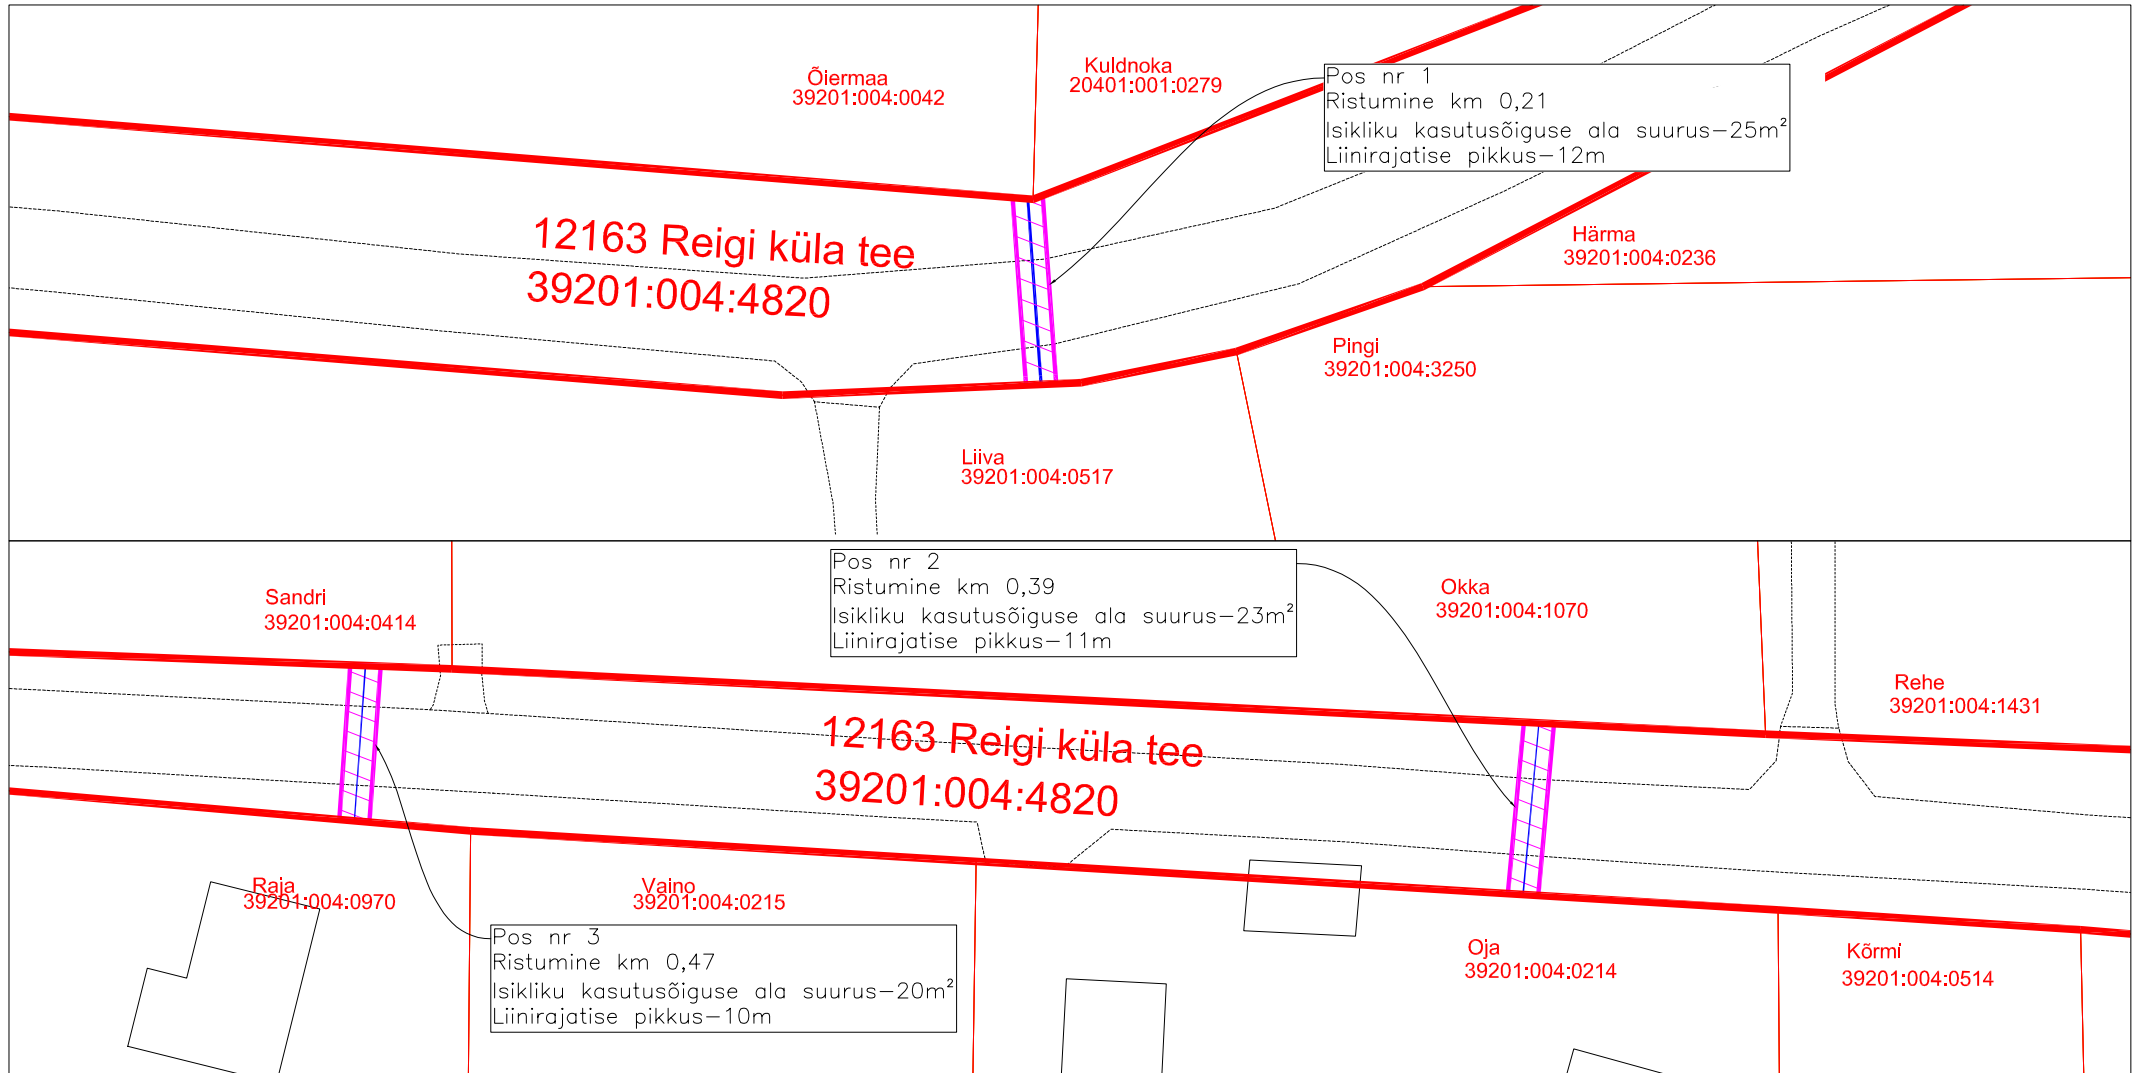 Õiermaa
39201:004:0042
Kuldnoka
20401:001:0279
Pos nr 1
Ristumine km 0,21
Isikliku kasutusõiguse ala suurus-25m²
Liinirajatise pikkus-12m
12163 Reigi küla tee
39201:004:4820
Härma
39201:004:0236
Pingi
39201:004:3250
Liiva
39201:004:0517
Pos nr 2
Ristumine km 0,39
Isikliku kasutusõiguse ala suurus-23m²
Liinirajatise pikkus-11m
Sandri
39201:004:0414
Okka
39201:004:1070
Rehe
39201:004:1431
12163 Reigi küla tee
39201:004:4820
Raja
39201:004:0970
Vaino
39201:004:0215
Pos nr 3
Ristumine km 0,47
Isikliku kasutusõiguse ala suurus-20m²
Liinirajatise pikkus-10m
Oja
39201:004:0214
Kõrmi
39201:004:0514